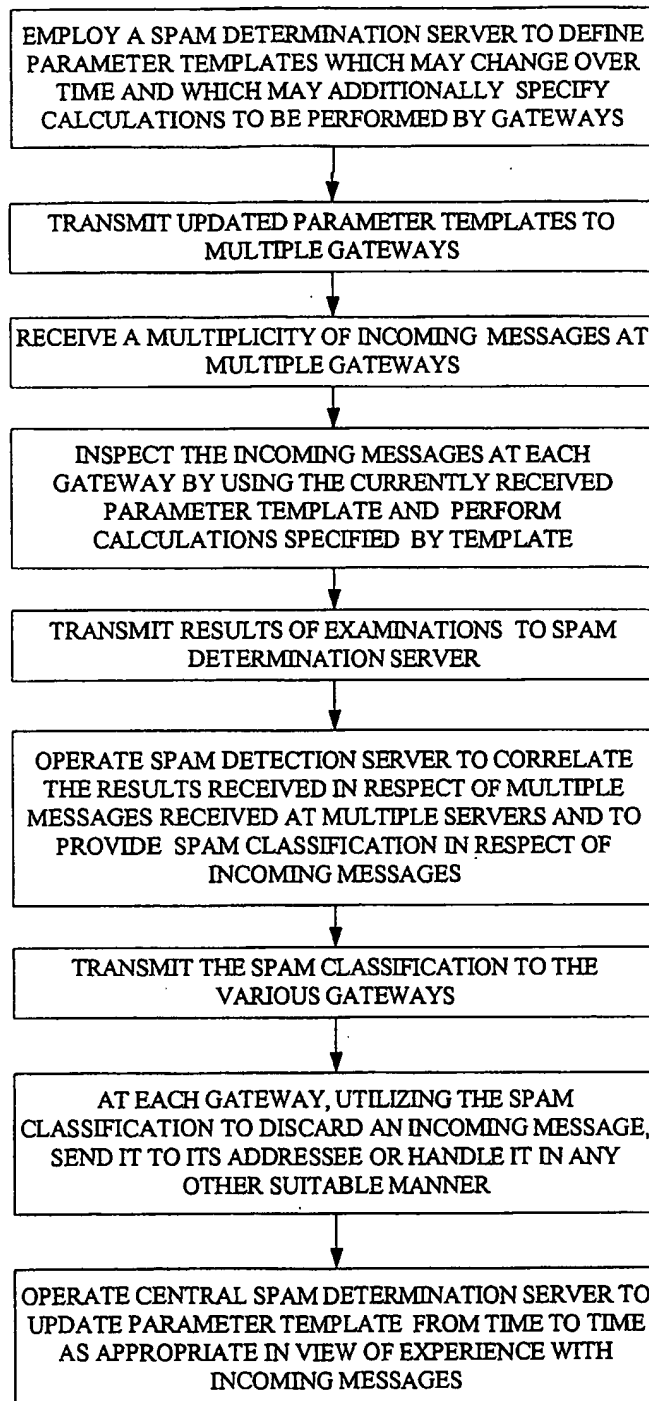 EMPLOY A SPAM DETERMINATION SERVER TO DEFINE
PARAMETER TEMPLATES WHICH MAY CHANGE OVER
TIME AND WHICH MAY ADDITIONALLY SPECIFY
CALCULATIONS TO BE PERFORMED BY GATEWAYS
TRANSMIT UPDATED PARAMETER TEMPLATES TO
MULTIPLE GATEWAYS
RECEIVE A MULTIPLICITY OF INCOMING MESSAGES AT
MULTIPLE GATEWAYS
INSPECT THE INCOMING MESSAGES AT EACH
GATEWAY BY USING THE CURRENTLY RECEIVED
PARAMETER TEMPLATE AND PERFORM
CALCULATIONS SPECIFIED BY TEMPLATE
TRANSMIT RESULTS OF EXAMINATIONS TO SPAM
DETERMINATION SERVER
OPERATE SPAM DETECTION SERVER TO CORRELATE
THE RESULTS RECEIVED IN RESPECT OF MULTIPLE
MESSAGES RECEIVED AT MULTIPLE SERVERS AND TO
PROVIDE SPAM CLASSIFICATION IN RESPECT OF
INCOMING MESSAGES
TRANSMIT THE SPAM CLASSIFICATION TO THE
VARIOUS GATEWAYS
AT EACH GATEWAY, UTILIZING THE SPAM
CLASSIFICATION TO DISCARD AN INCOMING MESSAGE,
SEND IT TO ITS ADDRESSEE OR HANDLE IT IN ANY
OTHER SUITABLE MANNER
OPERATE CENTRAL SPAM DETERMINATION SERVER TO
UPDATE PARAMETER TEMPLATE FROM TIME TO TIME
AS APPROPRIATE IN VIEW OF EXPERIENCE WITH
INCOMING MESSAGES